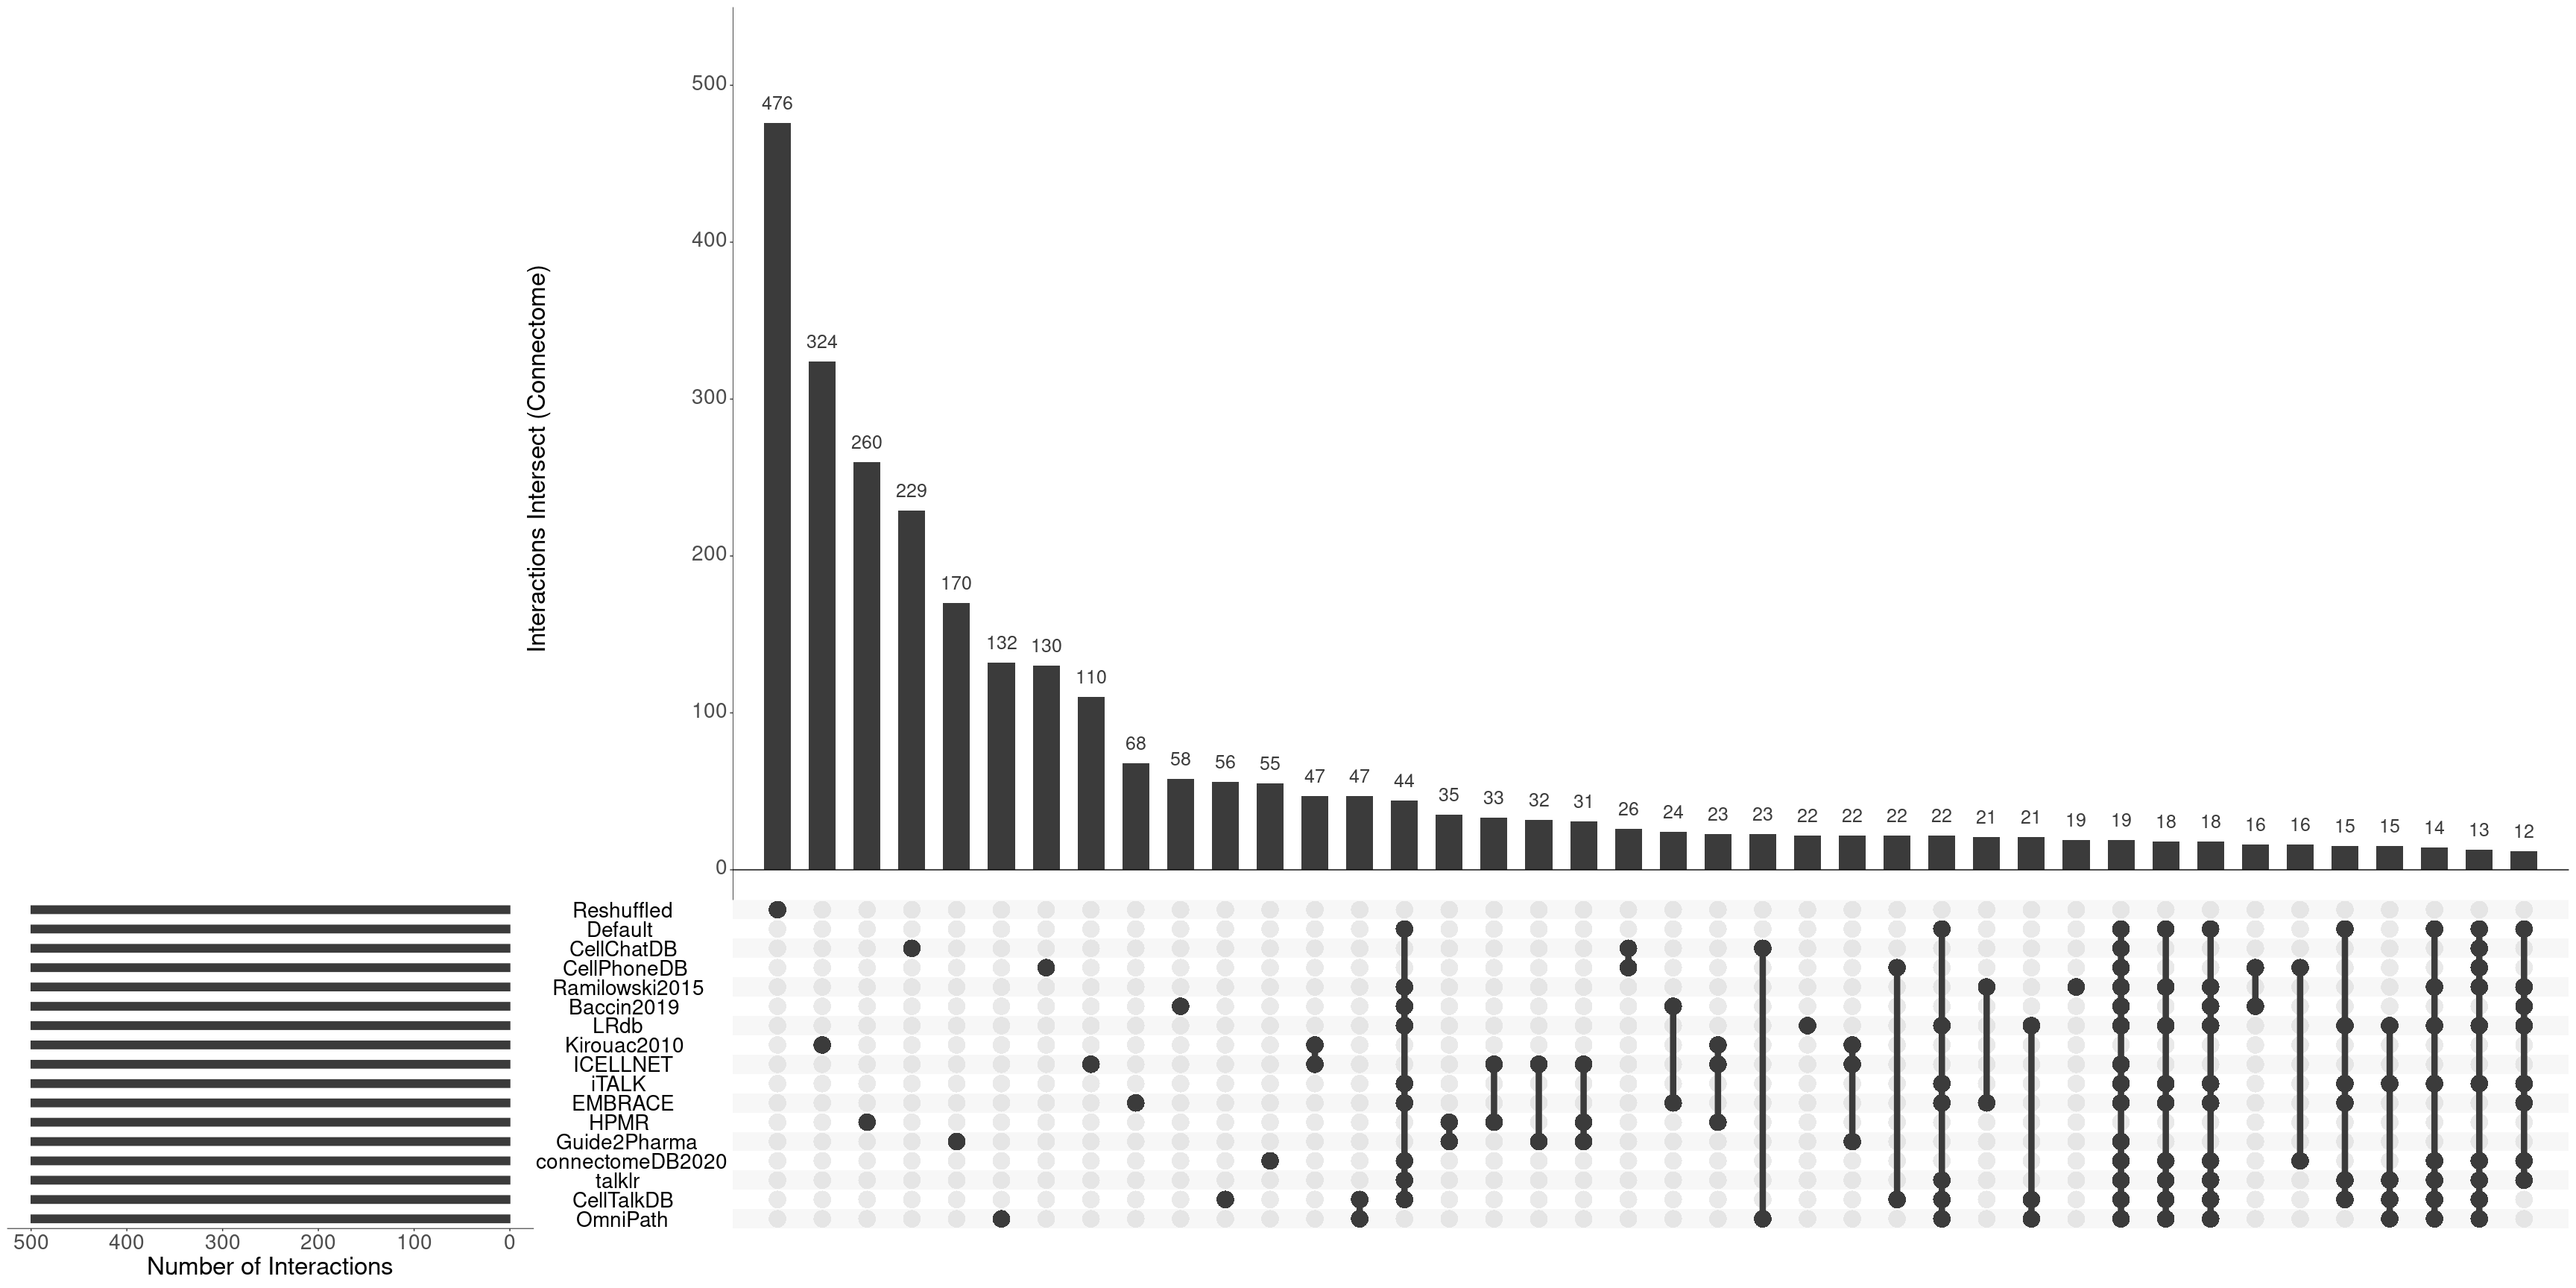 Interactions Intersect (Connectome)
500
400
300
200
100
0
476
324
260
229
170
132
130
110
68
58
56
55
47
47
44
35
33
32
31
26
24
23
23
22
22
22
22
21
21
19
19
18
18
16
16
15
15
14
13
12
Reshuffled
Default
CellChatDB
CellPhoneDB
Ramilowski2015
Baccin2019
LRdb
Kirouac2010
ICELLNET
iTALK
EMBRACE
HPMR
Guide2Pharma
connectomeDB2020
talklr
CellTalkDB
OmniPath
500 400 300 200 100 0
Number of Interactions